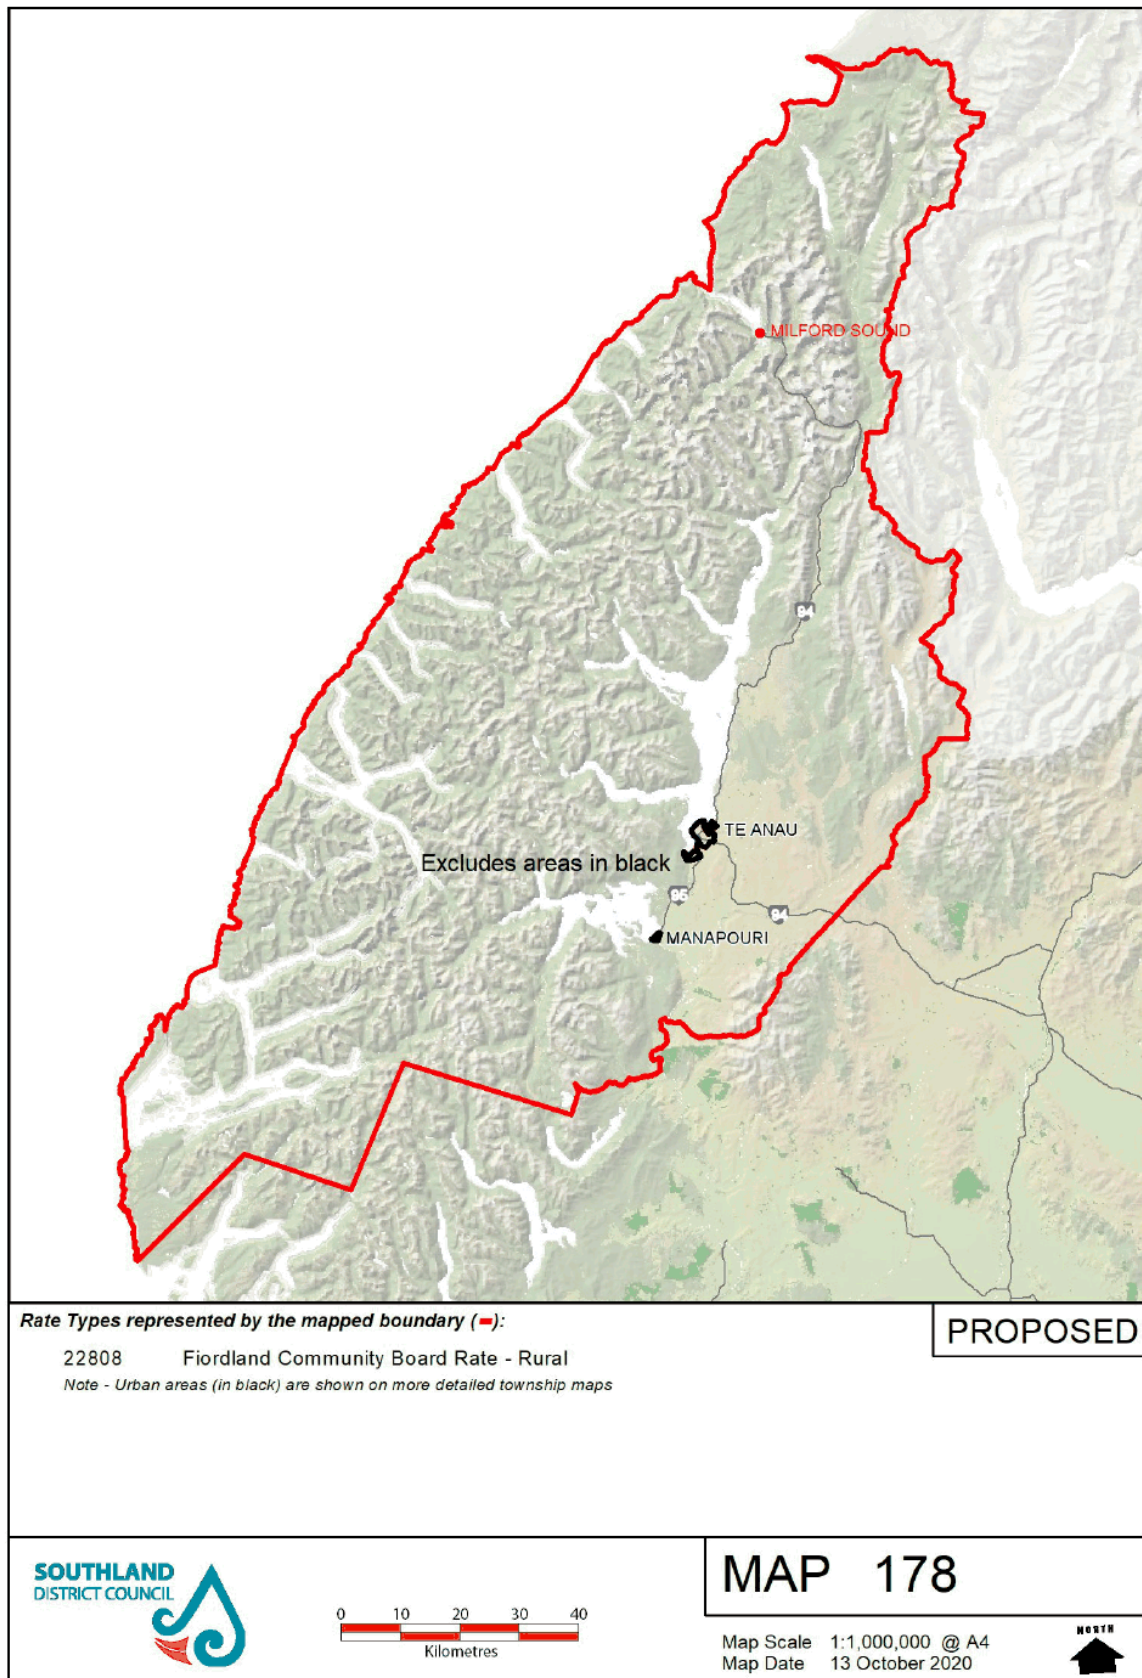 MILFORD SOUND
94
TE ANAU
Excludes areas in black
95
94
MANAPOURI
Rate Types represented by the mapped boundary (▬):
PROPOSED
22808 Fiordland Community Board Rate - Rural
Note - Urban areas (in black) are shown on more detailed township maps
SOUTHLAND
DISTRICT COUNCIL
0 10 20 30 40
Kilometres
MAP 178
Map Scale 1:1,000,000 @ A4
Map Date 13 October 2020
NORTH